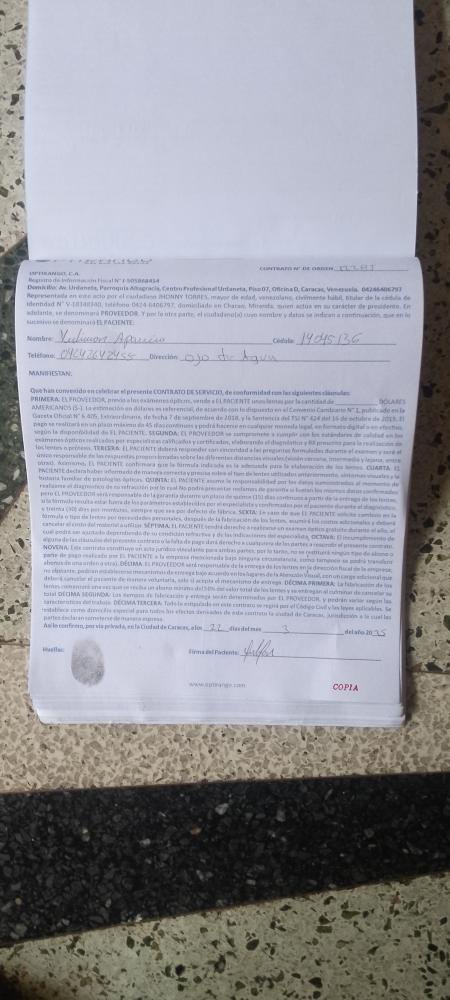 OPTIRANGO, C.A. CONTRATO N° DE ORDEN
Registro de Información Fiscal N° J-505868454
Domicilio: Av. Urdaneta, Parroquia Altagracia, Centro Profesional Urdaneta, Piso 07, Oficina D, Caracas, Venezuela. 04246406797
Representada en este acto por el ciudadano JHONNY TORRES, mayor de edad, venezolano, civilmente hábil, titular de la cédula de
identidad N° V-18348340, teléfono 0424-6406797, domiciliado en Chacao, Miranda, quien actúa en su carácter de presidente. En
adelante, se denominará PROVEEDOR. Y por la otra parte, el ciudadano(a) cuyo nombre y datos se indican a continuación, que en lo
sucesivo se denominará EL PACIENTE:
Nombre: Aparicio Cédula: 14045136
Teléfono: 04242642455 Dirección: Ojo de Agua
MANIFIESTAN:
Que han convenido en celebrar el presente CONTRATO DE SERVICIO, de conformidad con las siguientes cláusulas:
PRIMERA: EL PROVEEDOR, previo a los exámenes ópticos, vende a EL PACIENTE unos lentes por la cantidad de DÓLARES
AMERICANOS ($-). La estimación en dólares es referencial, de acuerdo con lo dispuesto en el Convenio Cambiario N° 1, publicado en la
Gaceta Oficial N° 6.405, Extraordinario, de fecha 7 de septiembre de 2018, y la Sentencia del TSJ N° 424 del 16 de octubre de 2019. El
pago se realizará en un plazo máximo de 45 días continuos y podrá hacerse en cualquier moneda legal, en formato digital o en efectivo,
según la disponibilidad de EL PACIENTE. SEGUNDA: EL PROVEEDOR se compromete a cumplir con los estándares de calidad en los
exámenes ópticos realizados por especialistas calificados y certificados, elaborando el diagnóstico y RX prescrito para la realización de
los lentes o prótesis. TERCERA: EL PACIENTE deberá responder con sinceridad a las preguntas formuladas durante el examen y será el
único responsable de las respuestas proporcionadas sobre las diferentes distancias visuales (visión cercana, intermedia y lejana, entre
otras). Asimismo, EL PACIENTE confirmará que la fórmula indicada es la adecuada para la elaboración de los lentes. CUARTA: EL
PACIENTE declara haber informado de manera correcta y precisa sobre el tipo de lentes utilizados anteriormente, síntomas visuales y la
historia familiar de patologías ópticas. QUINTA: EL PACIENTE asume la responsabilidad por los datos suministrados al momento de
realizarse el diagnóstico de su refracción por lo cual No podrá presentar reclamos de garantía si fuesen los mismos datos confirmados
pero EL PROVEEDOR será responsable de la garantía durante un plazo de quince (15) días continuos a partir de la entrega de los lentes,
si la fórmula resulta estar fuera de los parámetros establecidos por el especialista y confirmados por el paciente durante el diagnóstico
y treinta (30) días por monturas, siempre que sea por defecto de fábrica. SEXTA: En caso de que EL PACIENTE solicite cambios en la
fórmula o tipo de lentes por necesidades personales, después de la fabricación de los lentes, asumirá los costos adicionales y deberá
cancelar el costo del material a utilizar. SÉPTIMA: EL PACIENTE tendrá derecho a realizarse un examen óptico gratuito durante el año, el
cual podrá ser ajustado dependiendo de su condición refractiva y de las indicaciones del especialista. OCTAVA: El incumplimiento de
alguna de las cláusulas del presente contrato o la falta de pago dará derecho a cualquiera de las partes a rescindir el presente contrato.
NOVENA: Este contrato constituye un acto jurídico vinculante para ambas partes, por lo tanto, no se restituirá ningún tipo de abono o
parte de pago realizado por EL PACIENTE a la empresa mencionada bajo ninguna circunstancia, como tampoco se podrá transferir
abonos de una orden a otra). DÉCIMA: EL PROVEEDOR será responsable de la entrega de los lentes en la dirección fiscal de la empresa;
no obstante, podrán establecerse mecanismos de entrega bajo acuerdo en los lugares de la Atención Visual, con un cargo adicional que
deberá cancelar el paciente de manera voluntaria, solo si acepta el mecanismo de entrega. DÉCIMA PRIMERA: La fabricación de los
lentes comenzará una vez que se reciba un abono mínimo del 50% del valor total de los lentes y se entregan al culminar de cancelar su
total DÉCIMA SEGUNDA: Los tiempos de fabricación y entrega serán determinados por EL PROVEEDOR, y podrán variar según las
características del trabajo. DÉCIMA TERCERA: Todo lo estipulado en este contrato se regirá por el Código Civil y las leyes aplicables. Se
establece como domicilio especial para todos los efectos derivados de este contrato la ciudad de Caracas, jurisdicción a la cual las
partes declaran someterse de manera expresa.
Así lo confirmo, por vía privada, en la Ciudad de Caracas, a los 22 días del mes 3 del año 2025
Huellas: Firma del Paciente:
www.optirango.com COPIA